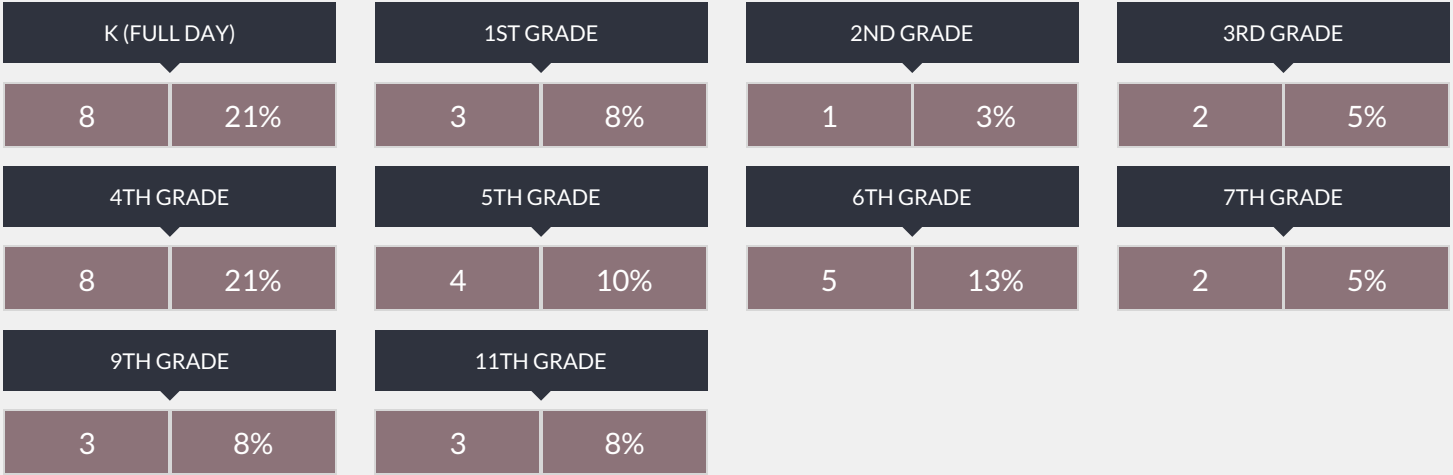 K (FULL DAY) 1ST GRADE 2ND GRADE 3RD GRADE
8 21% 3 8% 1 3% 2 5%
4TH GRADE 5TH GRADE 6TH GRADE 7TH GRADE
8 21% 4 10% 5 13% 2 5%
9TH GRADE 11TH GRADE
3 8% 3 8%